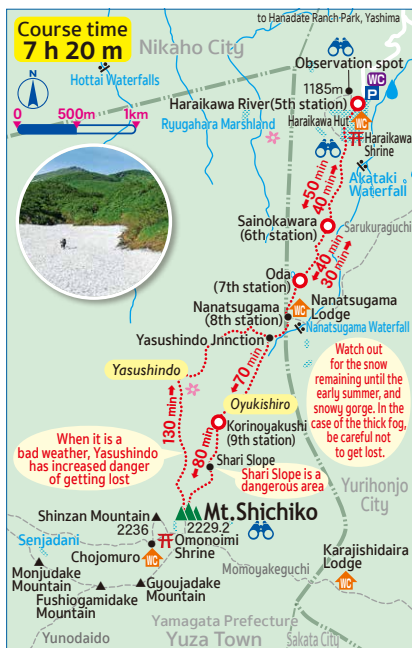 Course time
7 h 20 m
to Hanadate Ranch Park, Yashima
Nikaho City
Observation spot
N
Hottai Waterfalls
1185m
WC
P
Haraikawa River(5th station)
0 500m 1km
Ryugahara Marshland
Haraikawa Hut
WC
Haraikawa
Shrine
Akataki
Waterfall
50 min
40 min
Sainokawara
(6th station)
Sarukuraguchi
40 min
30 min
Oda
(7th station)
WC
Nanatsugama
Lodge
Nanatsugama
(8th station)
Nanatsugama Waterfall
Yasushindo Jnnction
Yasushindo
70 min
Watch out
for the snow
remaining until the
early summer, and
snowy gorge. In the
case of the thick fog,
be careful not
to get lost.
Oyukishiro
130 min
Korinoyakushi
(9th station)
80 min
When it is a
bad weather, Yasushindo
has increased danger
of getting lost
Shari Slope
Shari Slope is a
dangerous area
Yurihonjo
City
Mt.Shichiko
Shinzan Mountain
2236
2229.2
Senjadani
Omonoimi
Shrine
Chojomuro
WC
Karajishidaira
Lodge
WC
Momoyakeguchi
Monjudake
Mountain
Gyoujadake
Mountain
Fushiogamidake
Mountain
Yamagata Prefecture
Yunodaido
Yuza Town
Sakata City